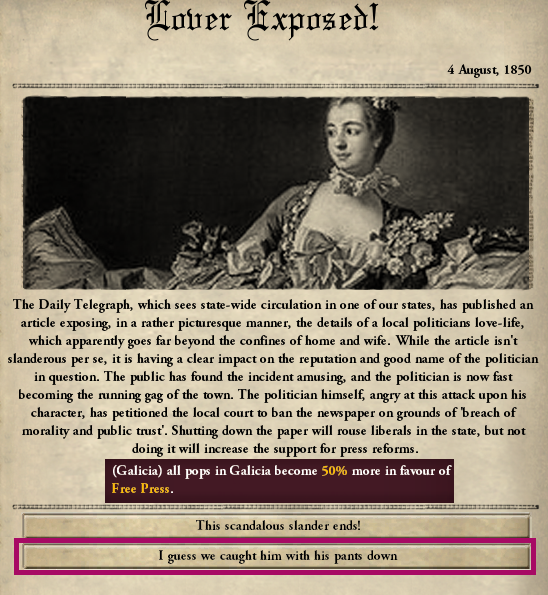 Lover Exposed!
4 August, 1850
The Daily Telegraph, which sees state-wide circulation in one of our states, has published an
article exposing, in a rather picturesque manner, the details of a local politicians love-life,
which apparently goes far beyond the confines of home and wife. While the article isn't
slanderous per se, it is having a clear impact on the reputation and good name of the politician
in question. The public has found the incident amusing, and the politician is now fast
becoming the running gag of the town. The politician himself, angry at this attack upon his
character, has petitioned the local court to ban the newspaper on grounds of 'breach of
morality and public trust'. Shutting down the paper will rouse liberals in the state, but not
doing it will increase the support for press reforms.
(Galicia) all pops in Galicia become 50% more in favour of
Free Press.
This scandalous slander ends!
I guess we caught him with his pants down